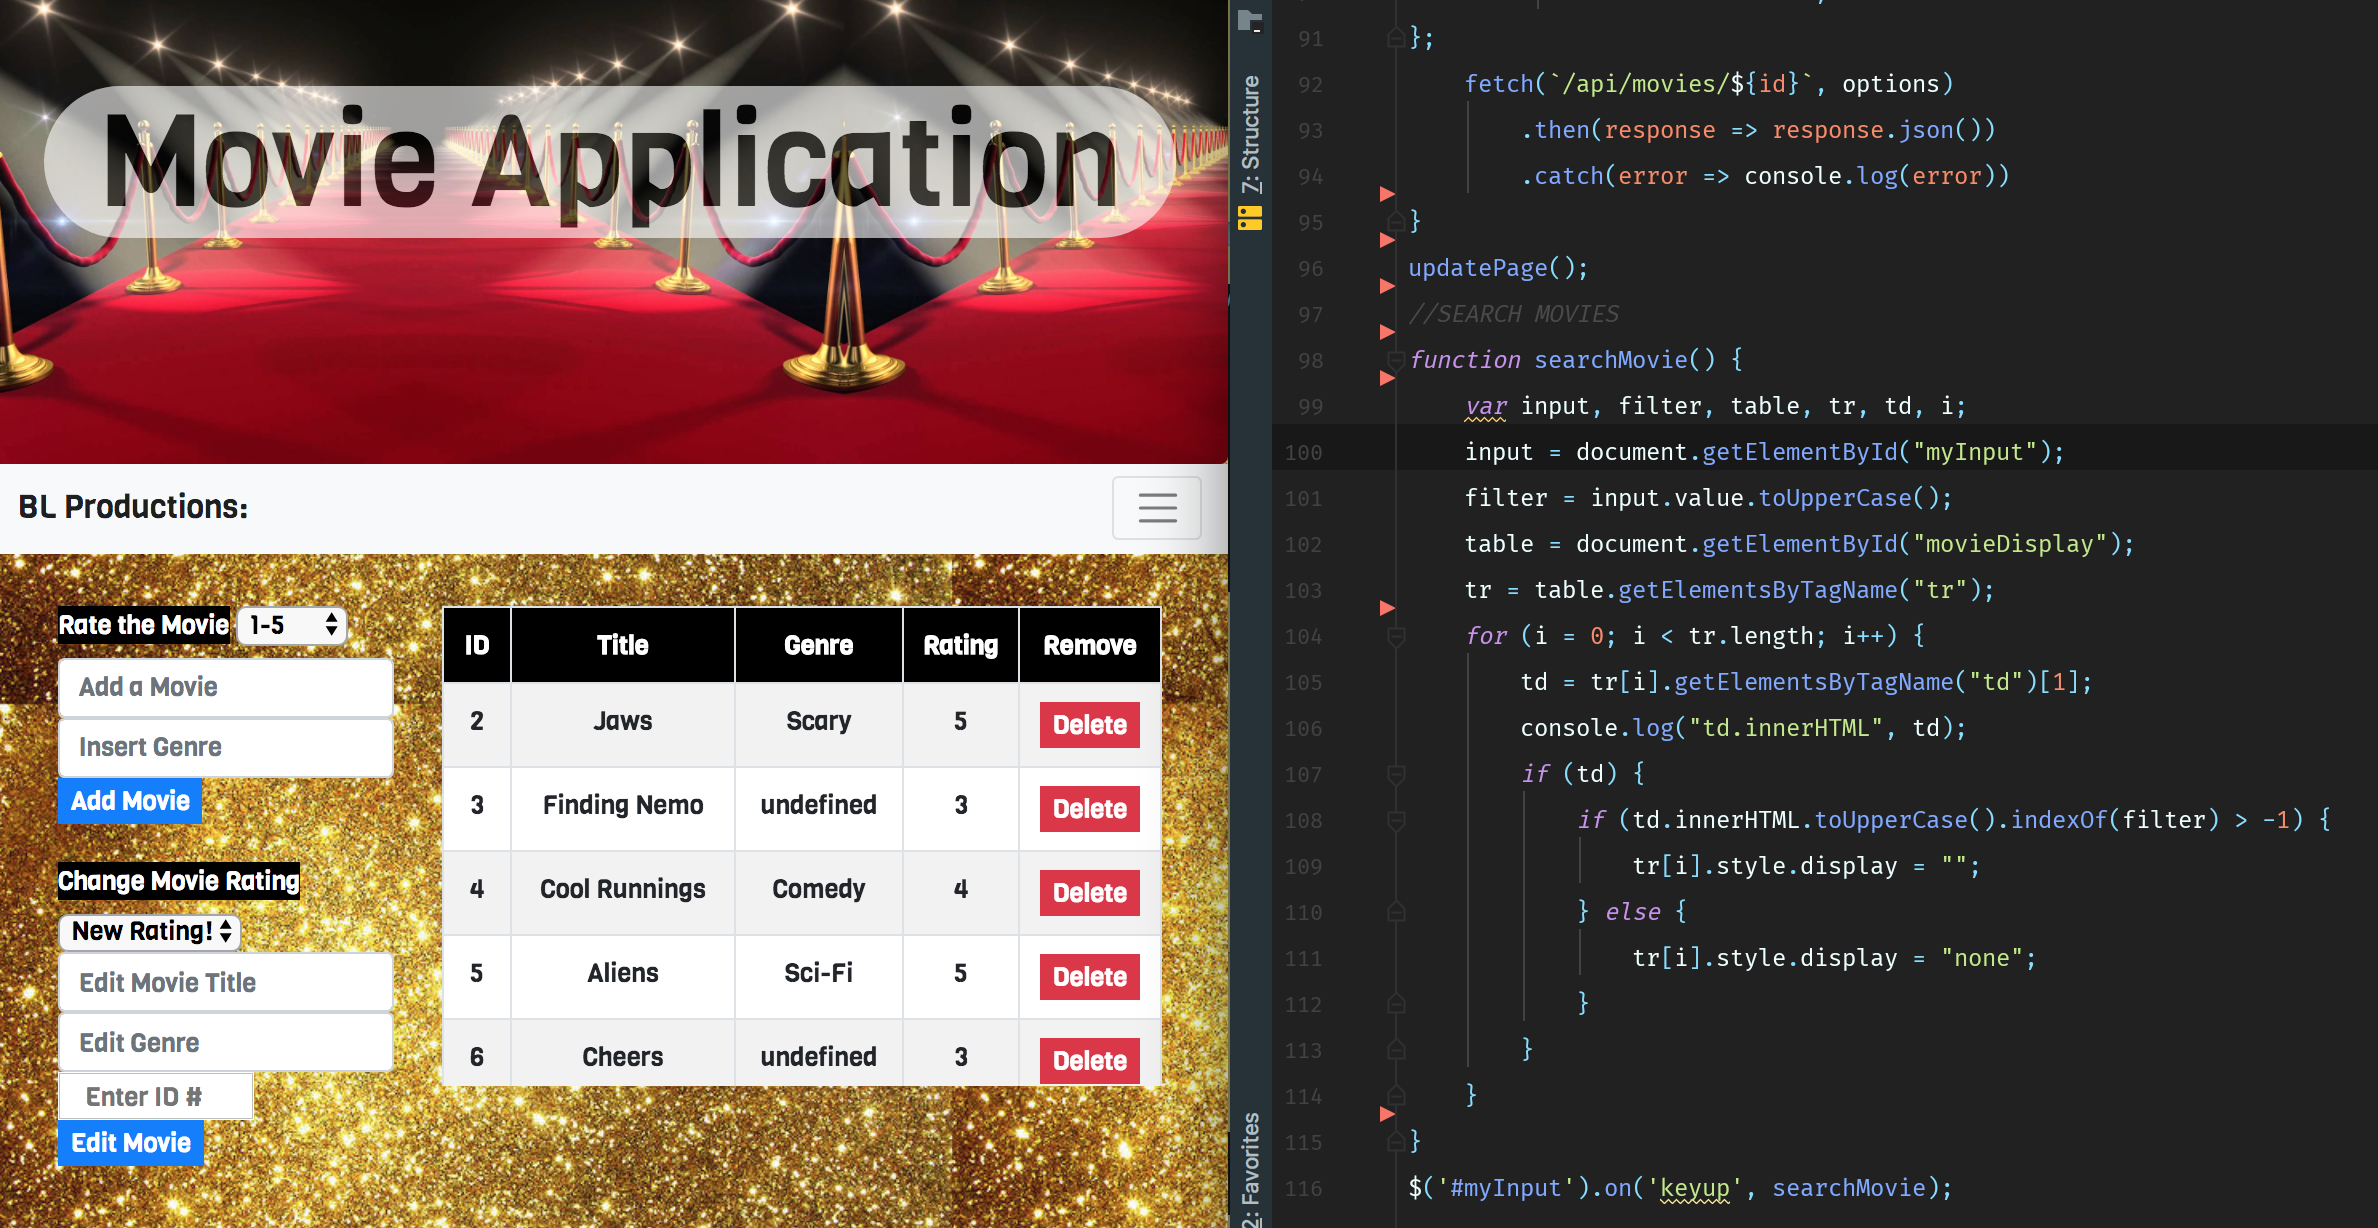 Movie Application
BL Productions:
Rate the Movie 1-5
Add a Movie
Insert Genre
Add Movie
Change Movie Rating
New Rating!
Edit Movie Title
Edit Genre
Enter ID #
Edit Movie
ID Title Genre Rating Remove
2 Jaws Scary 5 Delete
3 Finding Nemo undefined 3 Delete
4 Cool Runnings Comedy 4 Delete
5 Aliens Sci-Fi 5 Delete
6 Cheers undefined 3 Delete
7: Structure
2: Favorites
91 };
92 fetch(`/api/movies/${id}`, options)
93 .then(response => response.json())
94 .catch(error => console.log(error))
95 }
96 updatePage();
97 //SEARCH MOVIES
98 function searchMovie() {
99 var input, filter, table, tr, td, i;
100 input = document.getElementById("myInput");
101 filter = input.value.toUpperCase();
102 table = document.getElementById("movieDisplay");
103 tr = table.getElementsByTagName("tr");
104 for (i = 0; i < tr.length; i++) {
105 td = tr[i].getElementsByTagName("td")[1];
106 console.log("td.innerHTML", td);
107 if (td) {
108 if (td.innerHTML.toUpperCase().indexOf(filter) > -1) {
109 tr[i].style.display = "";
110 } else {
111 tr[i].style.display = "none";
112 }
113 }
114 }
115 }
116 $('#myInput').on('keyup', searchMovie);